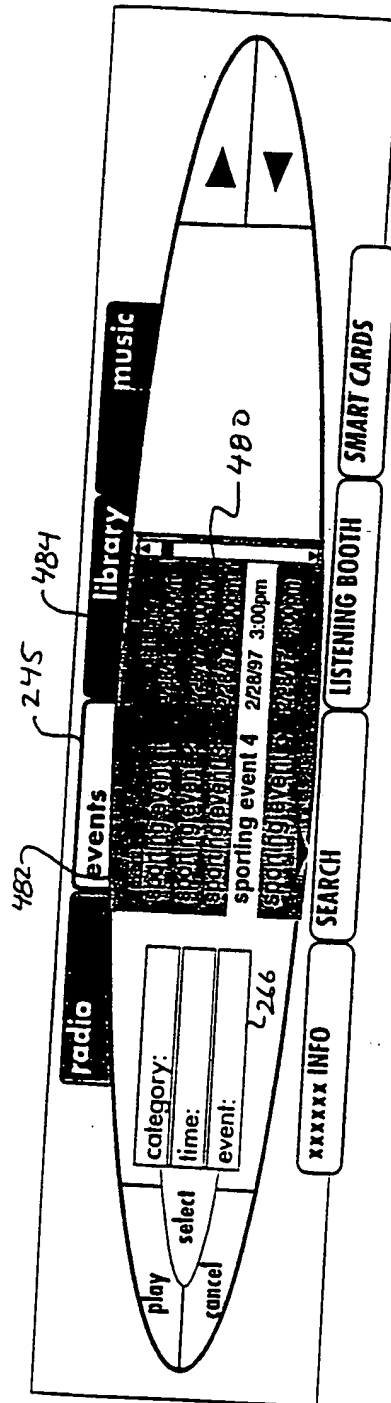 482
245
484
radio
events
library
music
play
select
cancel
category:
time:
event:
266
sporting event 4 2/28/97 3:00pm
480
xxxxxx INFO
SEARCH
LISTENING BOOTH
SMART CARDS